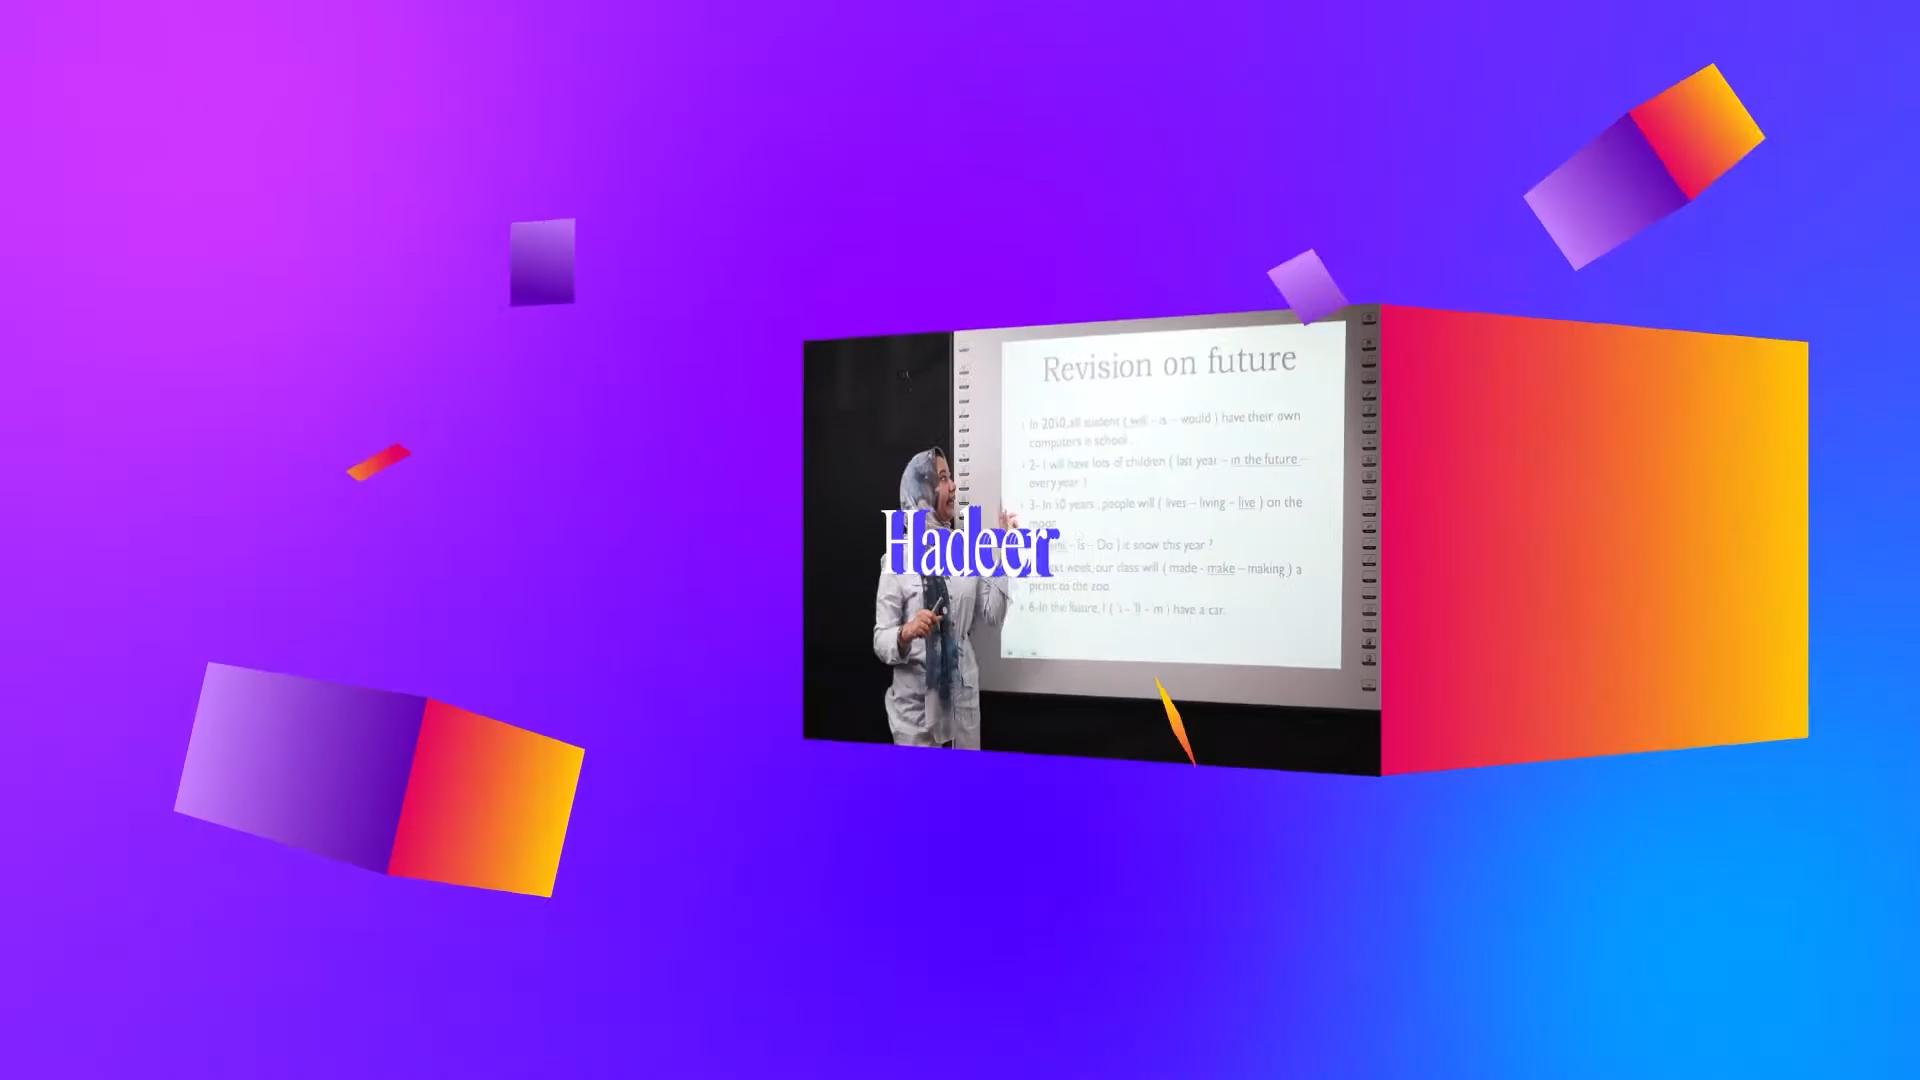 Revision on future
In 2050, all student ( will – is – would ) have their own
computers in school .
2- I will have lots of children ( last year – in the future –
every year )
3- In 50 years , people will ( lives – living – live ) on the
moon
Hadeer
– is – Do ) it snow this year ?
week, our class will ( made - make – making ) a
picnic to the zoo
6-In the future, I ( 's – 'll – m ) have a car.